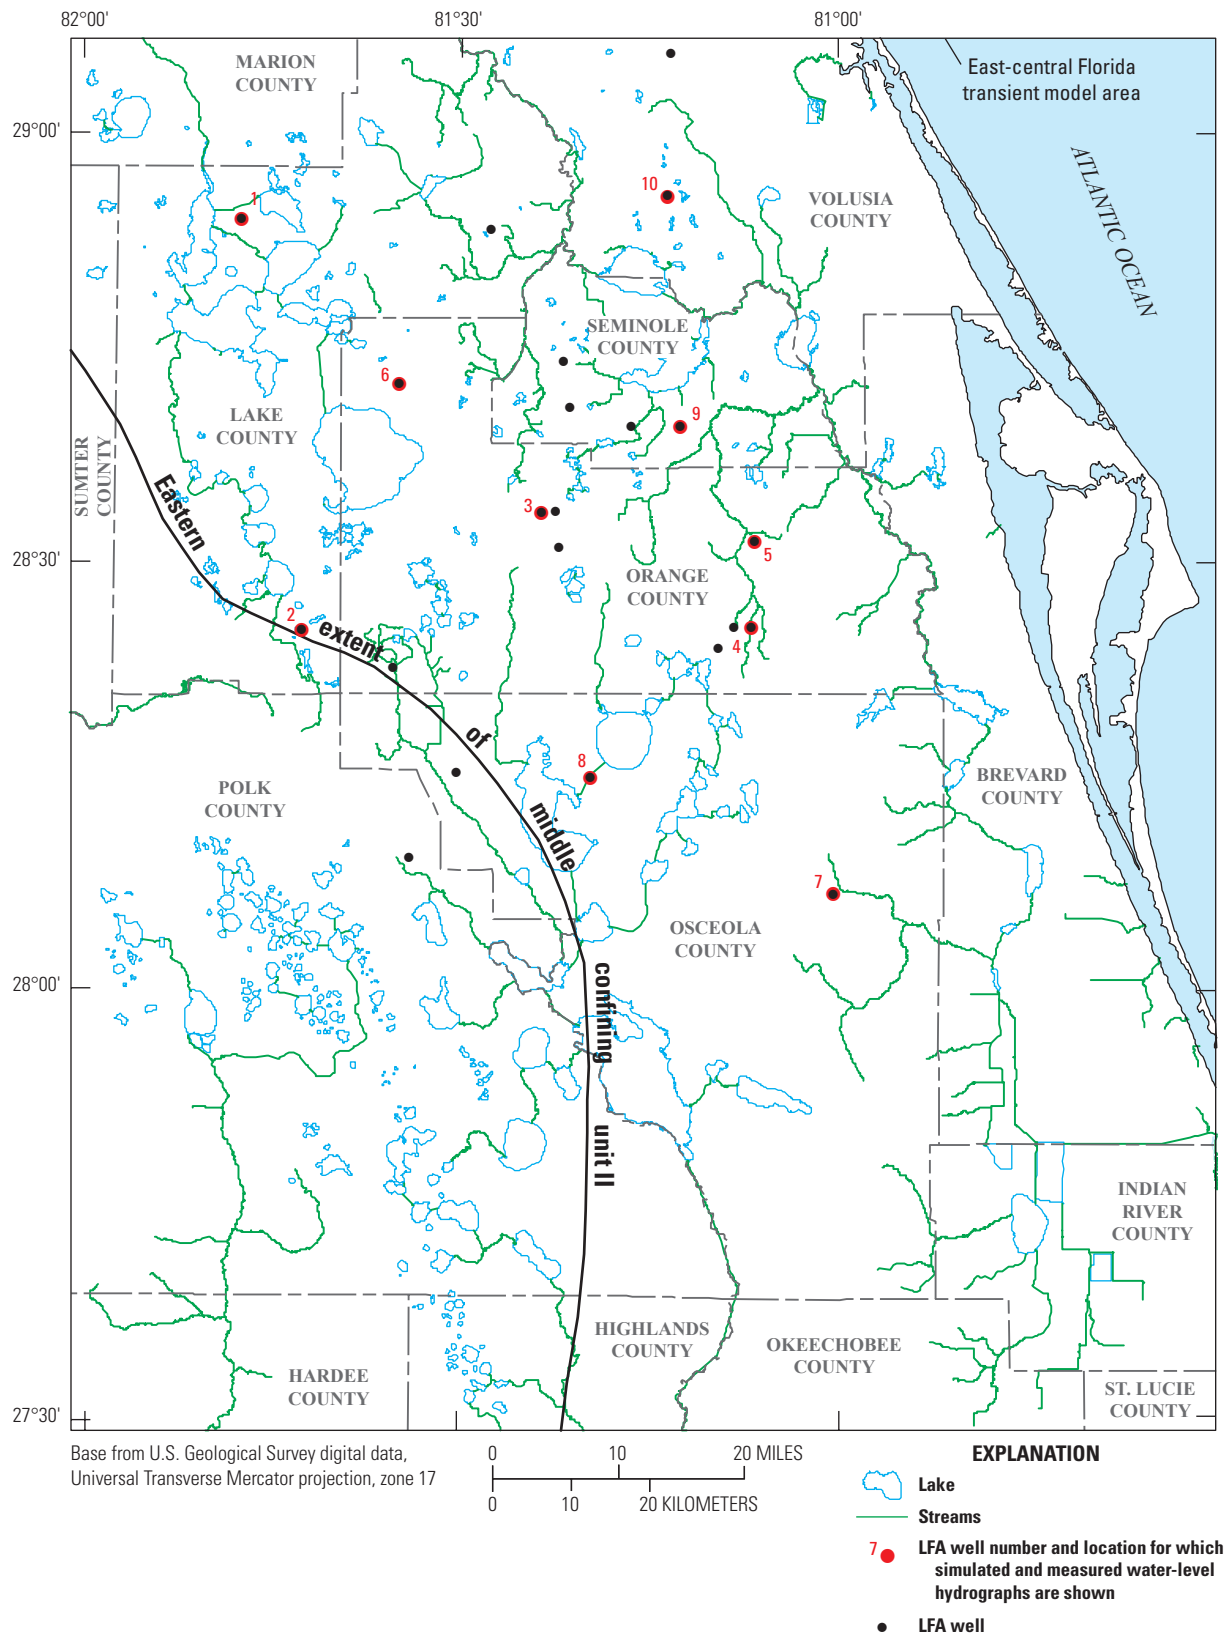 82°00'
81°30'
81°00'
MARION
COUNTY
East-central Florida
transient model area
29°00'
ATLANTIC OCEAN
1
10
VOLUSIA
COUNTY
SEMINOLE
COUNTY
6
LAKE
COUNTY
9
SUMTER
COUNTY
Eastern
3
5
28°30'
ORANGE
COUNTY
2
extent
4
of
8
POLK
COUNTY
BREVARD
COUNTY
middle
7
OSCEOLA
COUNTY
28°00'
confining
unit II
INDIAN
RIVER
COUNTY
HIGHLANDS
COUNTY
OKEECHOBEE
COUNTY
HARDEE
COUNTY
ST. LUCIE
COUNTY
27°30'
Base from U.S. Geological Survey digital data,
Universal Transverse Mercator projection, zone 17
0 10 20 MILES
0 10 20 KILOMETERS
EXPLANATION
Lake
Streams
7 LFA well number and location for which
simulated and measured water-level
hydrographs are shown
LFA well